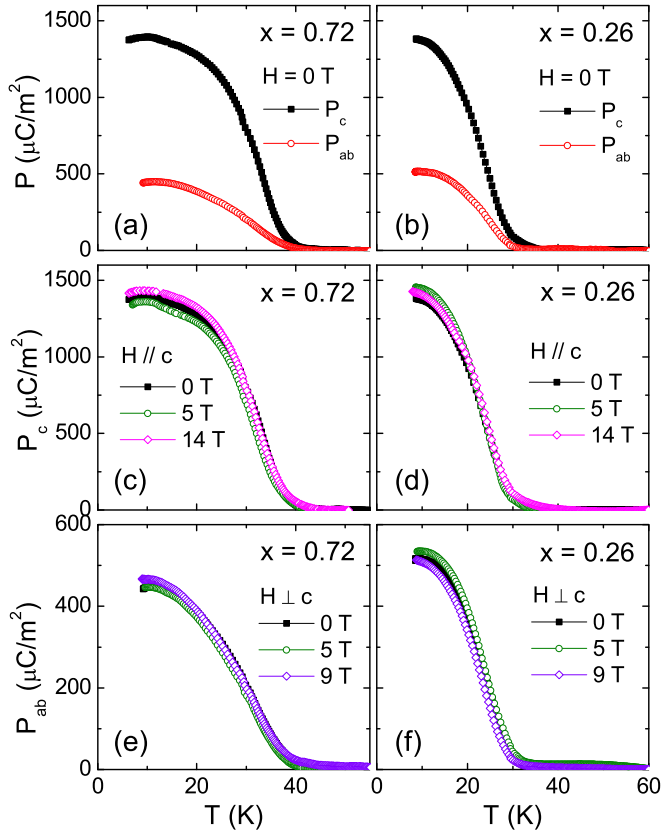 1500
1000
500
0
P (μC/m²)
x = 0.72
H = 0 T
P_c
P_ab
(a)
x = 0.26
H = 0 T
P_c
P_ab
(b)
1500
1000
500
0
P_c (μC/m²)
x = 0.72
H // c
0 T
5 T
14 T
(c)
x = 0.26
H // c
0 T
5 T
14 T
(d)
600
400
200
0
P_ab (μC/m²)
x = 0.72
H ⊥ c
0 T
5 T
9 T
(e)
x = 0.26
H ⊥ c
0 T
5 T
9 T
(f)
0 20 40
0 20 40 60
T (K)
T (K)